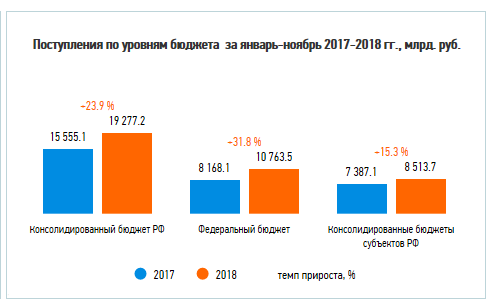 Поступления по уровням бюджета за январь-ноябрь 2017-2018 гг., млрд. руб.
+23.9 %
15 555.1
19 277.2
+31.8 %
8 168.1
10 763.5
+15.3 %
7 387.1
8 513.7
Консолидированный бюджет РФ
Федеральный бюджет
Консолидированные бюджеты
субъектов РФ
2017
2018
темп прироста, %